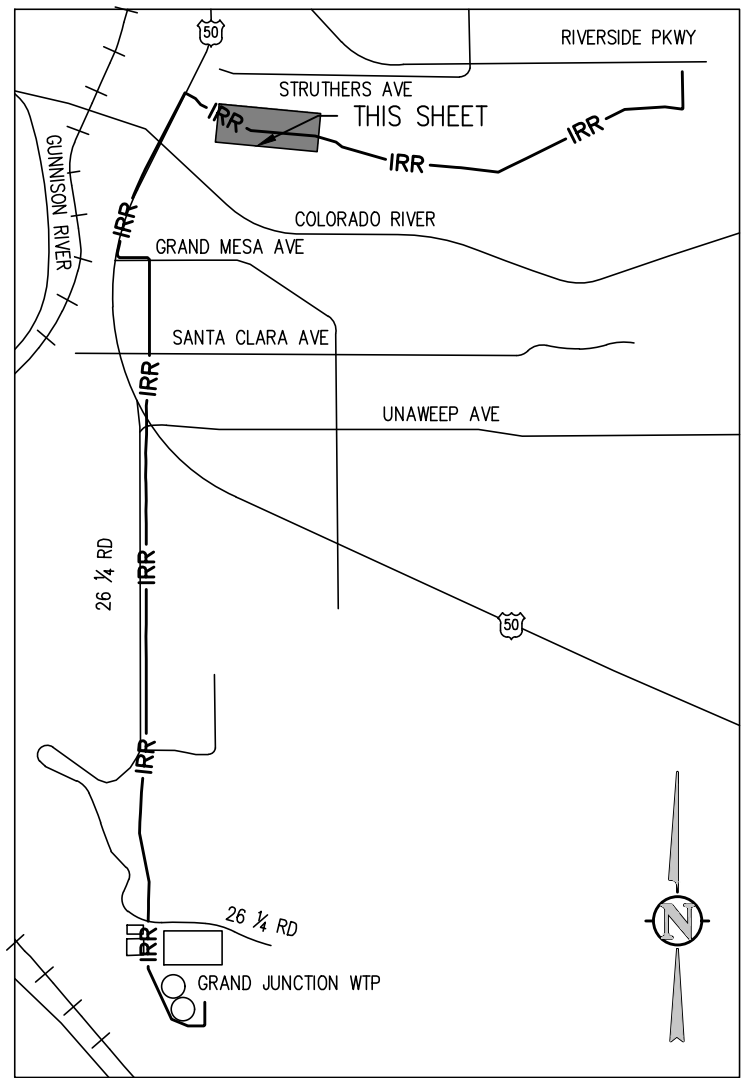 50
RIVERSIDE PKWY
STRUTHERS AVE
THIS SHEET
IRR
IRR
IRR
GUNNISON RIVER
IRR
COLORADO RIVER
GRAND MESA AVE
SANTA CLARA AVE
IRR
UNAWEEP AVE
26 ¼ RD
IRR
50
IRR
26 ¼ RD
N
IRR
GRAND JUNCTION WTP